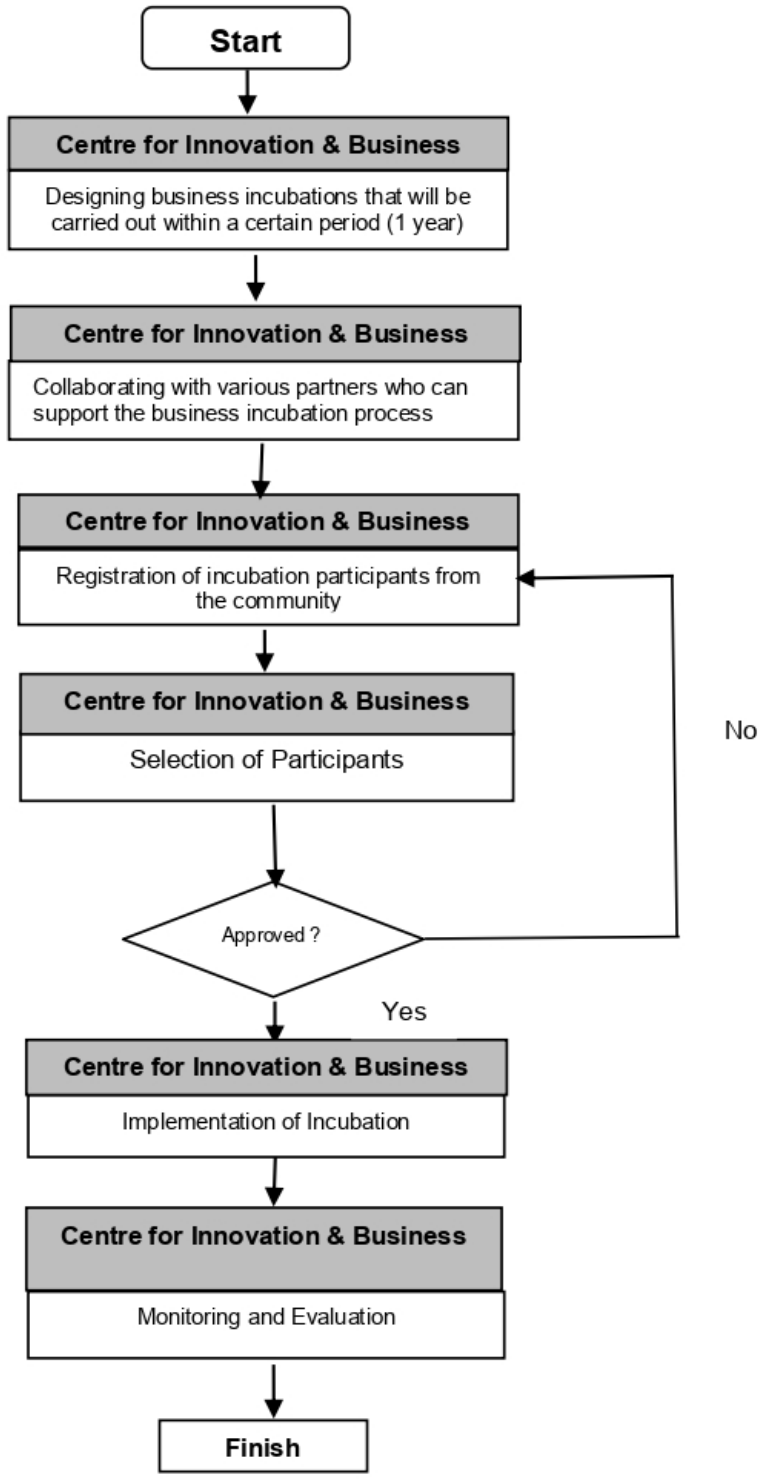 Start
Centre for Innovation & Business
Designing business incubations that will be
carried out within a certain period (1 year)
Centre for Innovation & Business
Collaborating with various partners who can
support the business incubation process
Centre for Innovation & Business
Registration of incubation participants from
the community
Centre for Innovation & Business
No
Selection of Participants
Approved ?
Yes
Centre for Innovation & Business
Implementation of Incubation
Centre for Innovation & Business
Monitoring and Evaluation
Finish